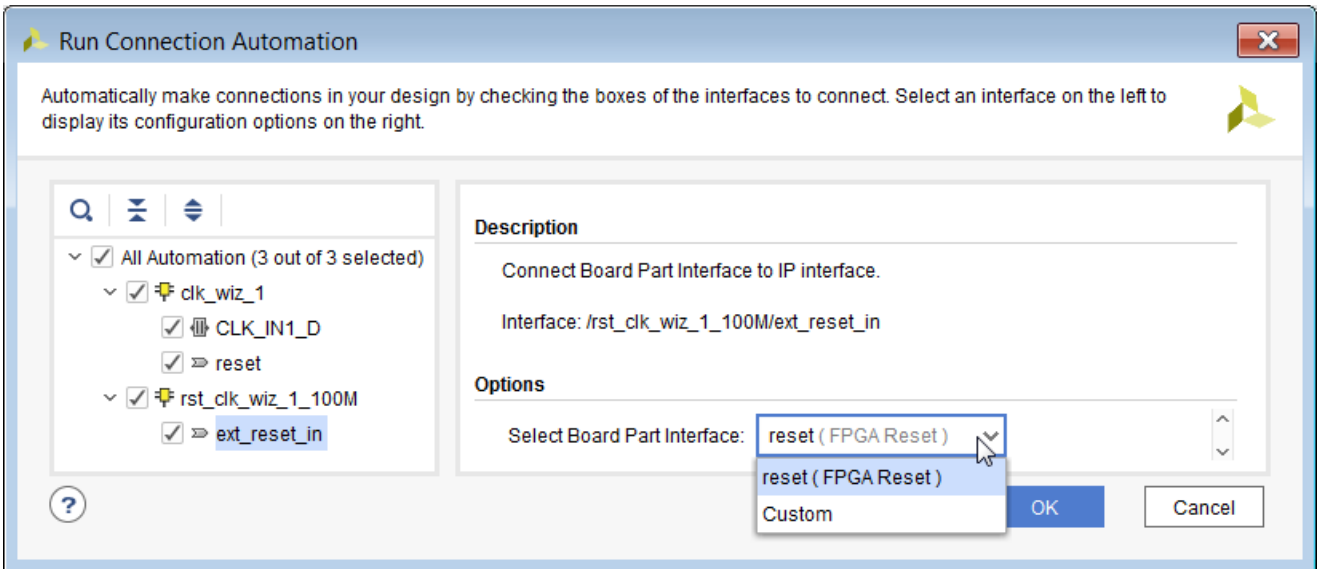 Run Connection Automation
Automatically make connections in your design by checking the boxes of the interfaces to connect. Select an interface on the left to
display its configuration options on the right.
All Automation (3 out of 3 selected)
clk_wiz_1
CLK_IN1_D
reset
rst_clk_wiz_1_100M
ext_reset_in
Description
Connect Board Part Interface to IP interface.
Interface: /rst_clk_wiz_1_100M/ext_reset_in
Options
Select Board Part Interface: reset ( FPGA Reset )
reset ( FPGA Reset )
Custom
?
OK
Cancel